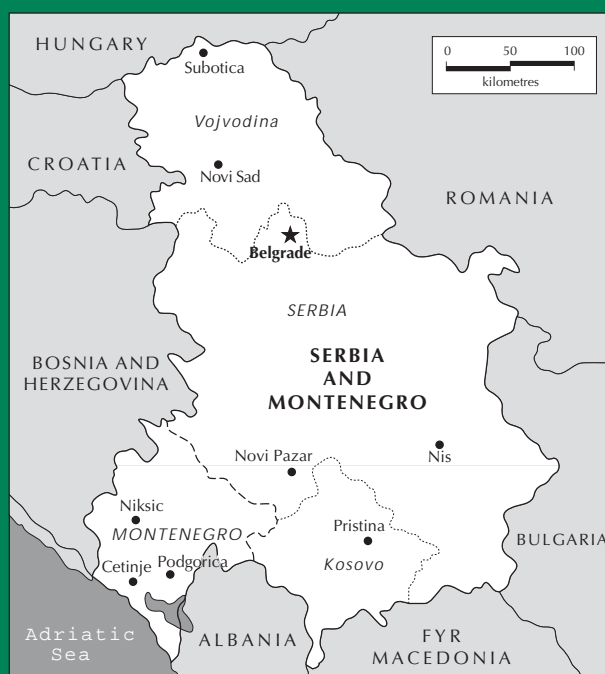 HUNGARY
Subotica
0 50 100
kilometres
Vojvodina
CROATIA
Novi Sad
ROMANIA
Belgrade
SERBIA
SERBIA
AND
MONTENEGRO
BOSNIA AND
HERZEGOVINA
Novi Pazar
Nis
Niksic
MONTENEGRO
Pristina
BULGARIA
Cetinje
Podgorica
Kosovo
Adriatic
Sea
ALBANIA
FYR
MACEDONIA